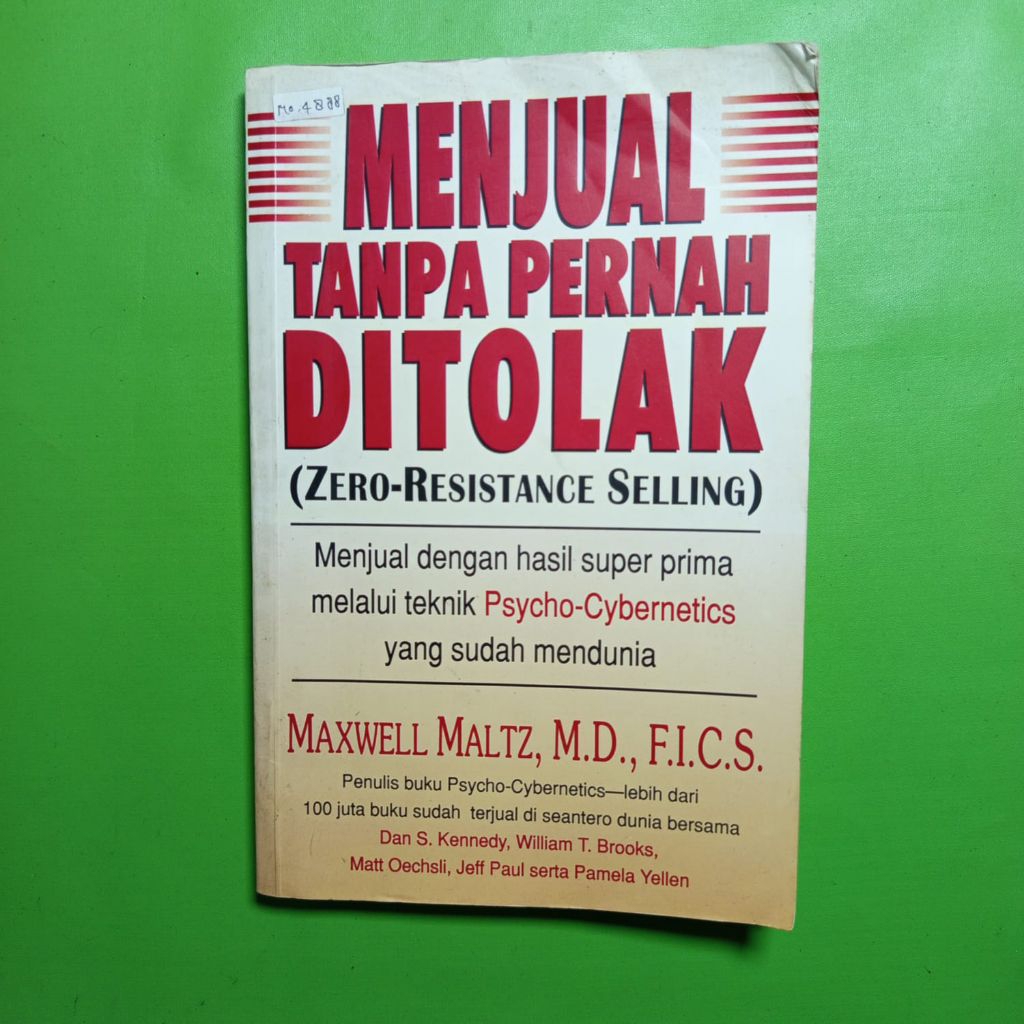 No.4888
MENJUAL
TANPA PERNAH
DITOLAK
(ZERO-RESISTANCE SELLING)
Menjual dengan hasil super prima
melalui teknik Psycho-Cybernetics
yang sudah mendunia
MAXWELL MALTZ, M.D., F.I.C.S.
Penulis buku Psycho-Cybernetics—lebih dari
100 juta buku sudah terjual di seantero dunia bersama
Dan S. Kennedy, William T. Brooks,
Matt Oechsli, Jeff Paul serta Pamela Yellen